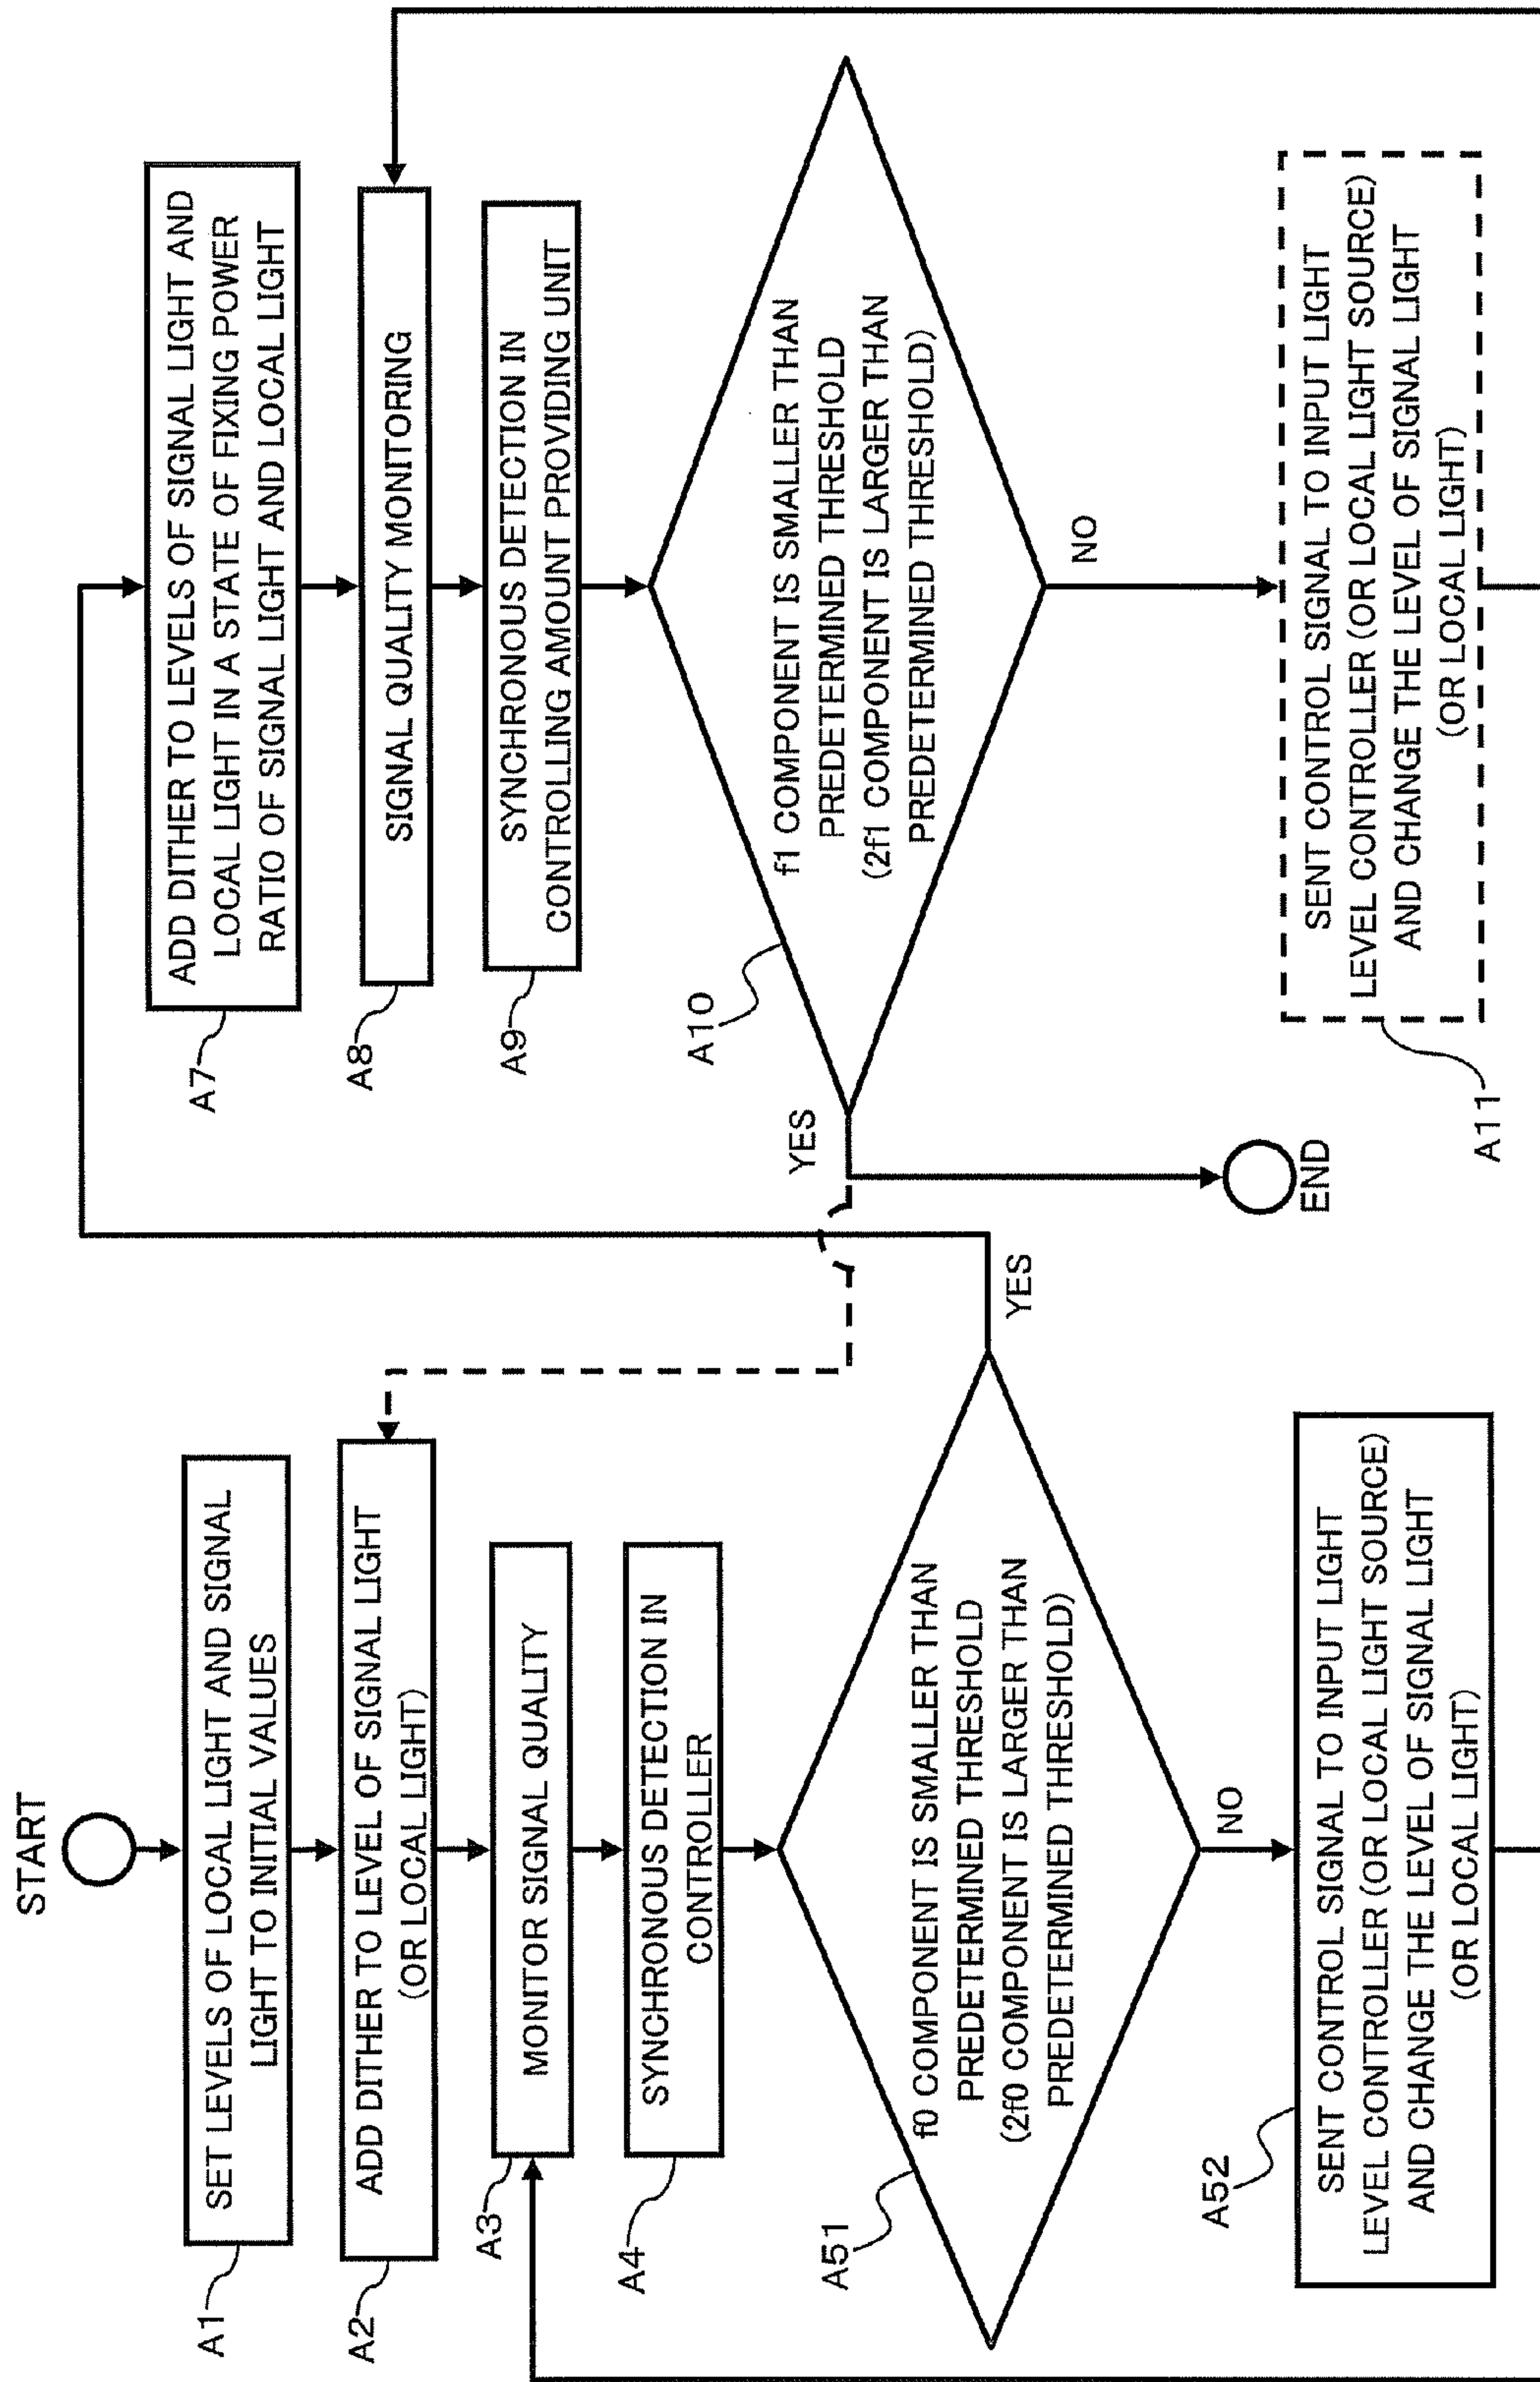 START
SET LEVELS OF LOCAL LIGHT AND SIGNAL
LIGHT TO INITIAL VALUES
A1
ADD DITHER TO LEVEL OF SIGNAL LIGHT
(OR LOCAL LIGHT)
A2
MONITOR SIGNAL QUALITY
A3
SYNCHRONOUS DETECTION IN
CONTROLLER
A4
f0 COMPONENT IS SMALLER THAN
PREDETERMINED THRESHOLD
(2f0 COMPONENT IS LARGER THAN
PREDETERMINED THRESHOLD)
A51
YES
NO
SENT CONTROL SIGNAL TO INPUT LIGHT
LEVEL CONTROLLER (OR LOCAL LIGHT SOURCE)
AND CHANGE THE LEVEL OF SIGNAL LIGHT
(OR LOCAL LIGHT)
A52
ADD DITHER TO LEVELS OF SIGNAL LIGHT AND
LOCAL LIGHT IN A STATE OF FIXING POWER
RATIO OF SIGNAL LIGHT AND LOCAL LIGHT
A7
SIGNAL QUALITY MONITORING
A8
SYNCHRONOUS DETECTION IN
CONTROLLING AMOUNT PROVIDING UNIT
A9
f1 COMPONENT IS SMALLER THAN
PREDETERMINED THRESHOLD
(2f1 COMPONENT IS LARGER THAN
PREDETERMINED THRESHOLD)
A10
YES
NO
END
SENT CONTROL SIGNAL TO INPUT LIGHT
LEVEL CONTROLLER (OR LOCAL LIGHT SOURCE)
AND CHANGE THE LEVEL OF SIGNAL LIGHT
(OR LOCAL LIGHT)
A11